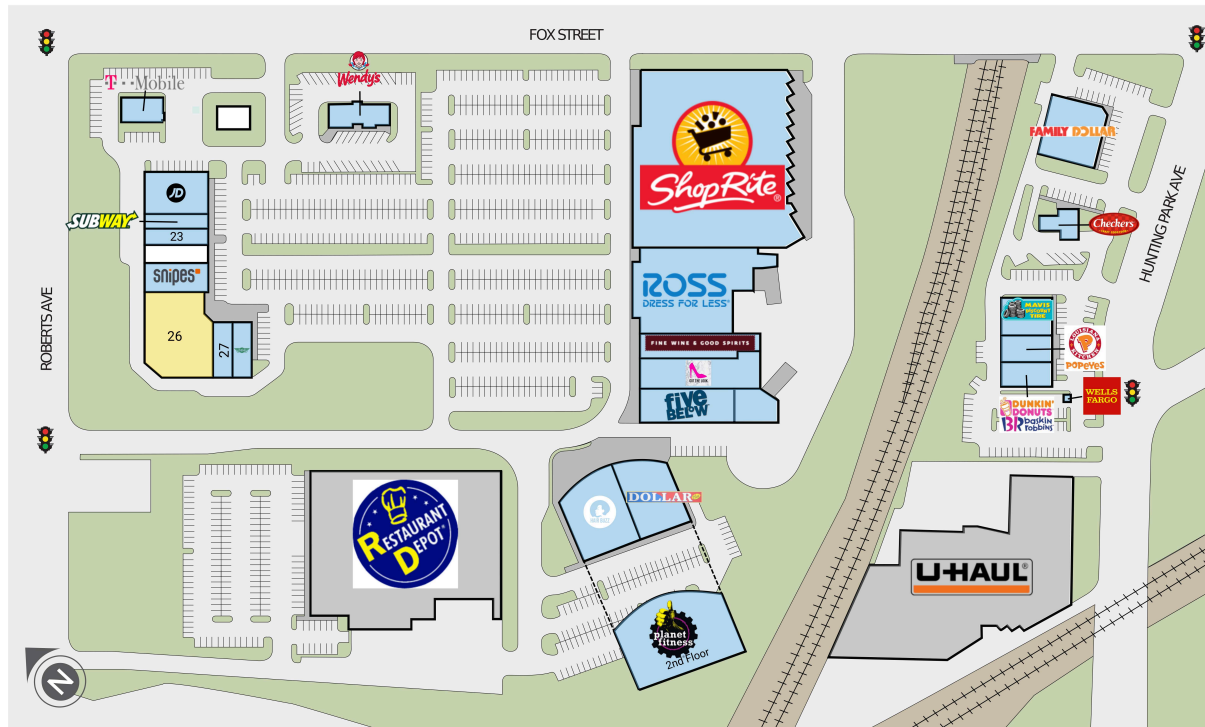 FOX STREET
T··Mobile
Wendy's
FAMILY DOLLAR
ShopRite
JD
SUBWAY
23
Checkers
HUNTING PARK AVE
snipes
ROSS
DRESS FOR LESS
MAVIS
DISCOUNT
TIRE
ROBERTS AVE
26
27
FINE WINE & GOOD SPIRITS
LOUISIANA
KITCHEN
POPEYES
five
BELOW
WELLS
FARGO
DUNKIN'
DONUTS
BR baskin
robbins
DOLLAR
RESTAURANT
DEPOT
U-HAUL
planet
fitness
2nd Floor
N